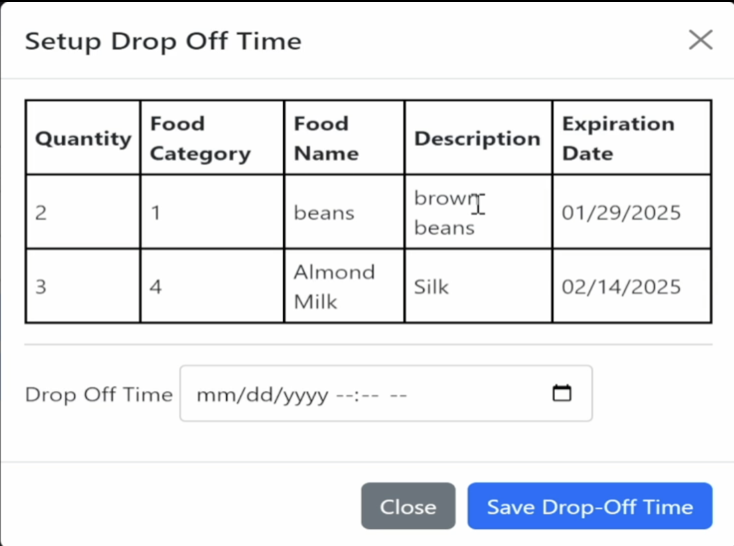 Setup Drop Off Time
Quantity Food Category Food Name Description Expiration Date
2 1 beans brown beans 01/29/2025
3 4 Almond Milk Silk 02/14/2025
Drop Off Time mm/dd/yyyy --:-- --
Close Save Drop-Off Time